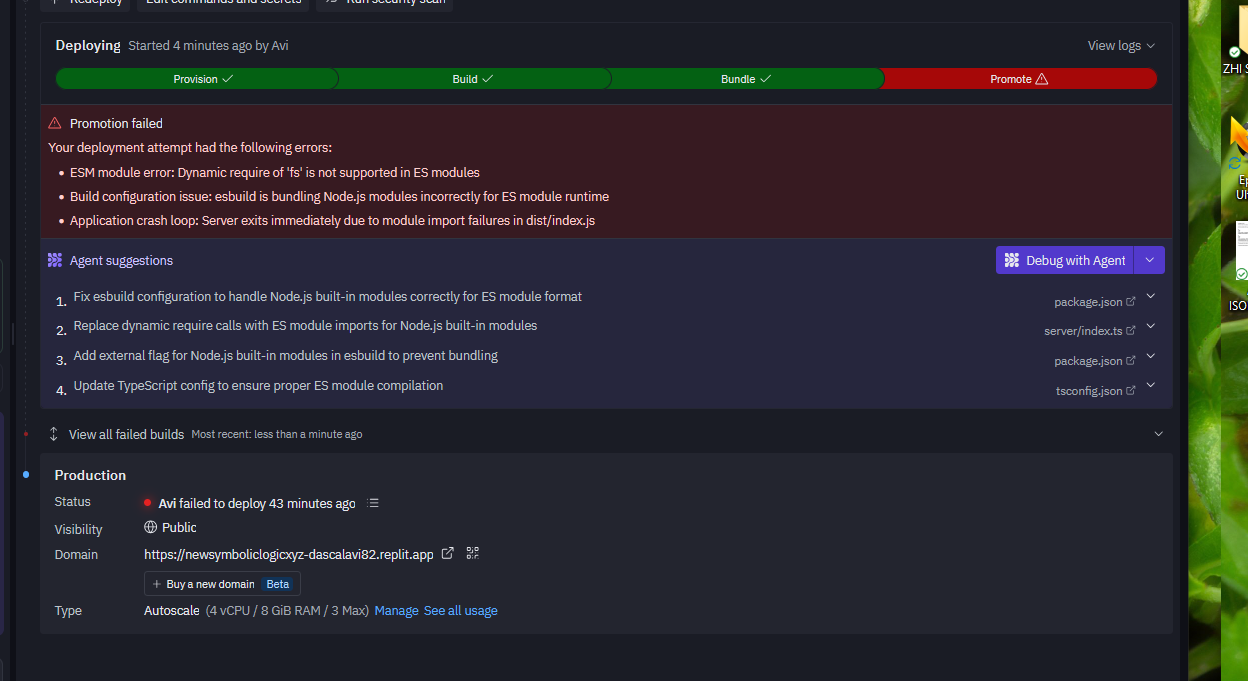 Redeploy Edit commands and secrets Run security scan
Deploying Started 4 minutes ago by Avi View logs
Provision Build Bundle Promote
Promotion failed
Your deployment attempt had the following errors:
• ESM module error: Dynamic require of 'fs' is not supported in ES modules
• Build configuration issue: esbuild is bundling Node.js modules incorrectly for ES module runtime
• Application crash loop: Server exits immediately due to module import failures in dist/index.js
Agent suggestions Debug with Agent
1. Fix esbuild configuration to handle Node.js built-in modules correctly for ES module format package.json
2. Replace dynamic require calls with ES module imports for Node.js built-in modules server/index.ts
3. Add external flag for Node.js built-in modules in esbuild to prevent bundling package.json
4. Update TypeScript config to ensure proper ES module compilation tsconfig.json
View all failed builds Most recent: less than a minute ago
Production
Status Avi failed to deploy 43 minutes ago
Visibility Public
Domain https://newsymboliclogicxyz-dascalavi82.replit.app
+ Buy a new domain Beta
Type Autoscale (4 vCPU / 8 GiB RAM / 3 Max) Manage See all usage
ZHI S
Ep
Ul
ISO